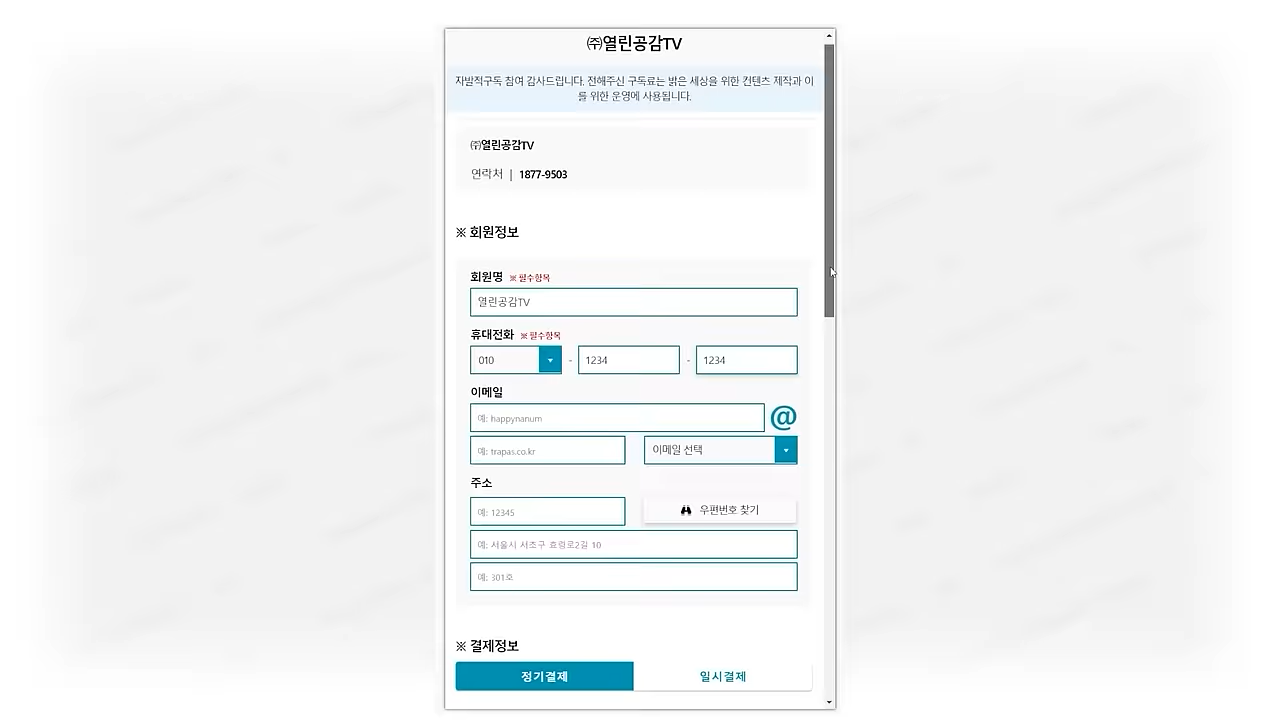 ㈜열린공감TV
자발적구독 참여 감사드립니다. 전해주신 구독료는 밝은 세상을 위한 컨텐츠 제작과 이
를 위한 운영에 사용됩니다.
㈜열린공감TV
연락처 | 1877-9503
※ 회원정보
회원명 ※ 필수항목
열린공감TV
휴대전화 ※ 필수항목
010 - 1234 - 1234
이메일
예: happynanum @
예: trapas.co.kr 이메일 선택
주소
예: 12345 우편번호 찾기
예: 서울시 서초구 효령로2길 10
예: 301호
※ 결제정보
정기결제 일시결제